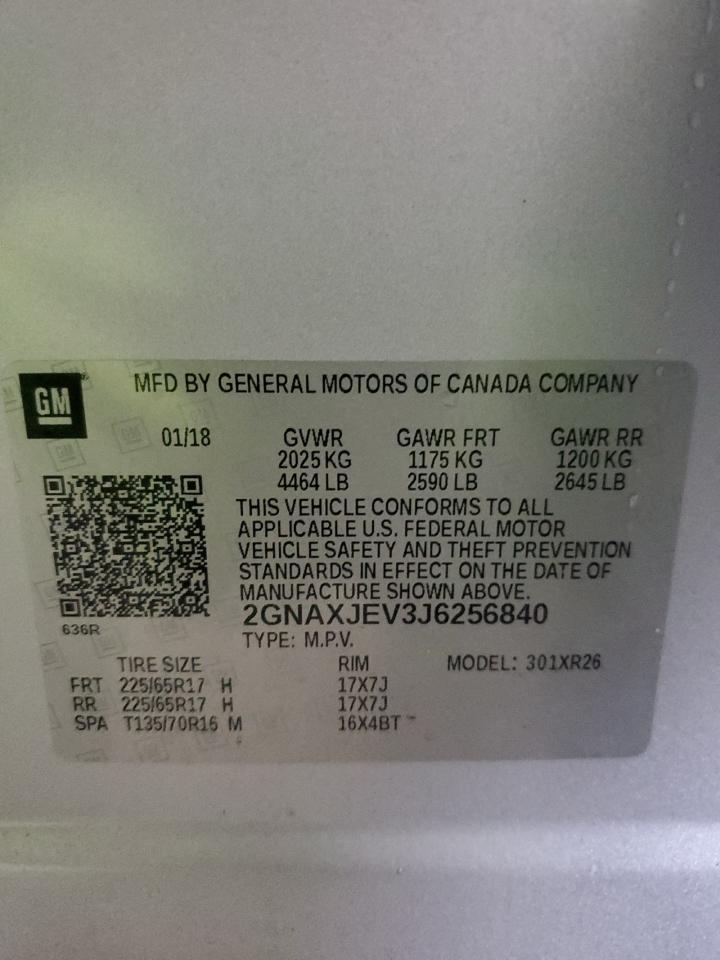 GM®
MFD BY GENERAL MOTORS OF CANADA COMPANY
01/18 GVWR GAWR FRT GAWR RR
2025 KG 1175 KG 1200 KG
4464 LB 2590 LB 2645 LB
THIS VEHICLE CONFORMS TO ALL
APPLICABLE U.S. FEDERAL MOTOR
VEHICLE SAFETY AND THEFT PREVENTION
STANDARDS IN EFFECT ON THE DATE OF
MANUFACTURE SHOWN ABOVE.
2GNAXJEV3J6256840
636R
TYPE: M.P.V.
TIRE SIZE RIM MODEL: 301XR26
FRT 225/65R17 H 17X7J
RR 225/65R17 H 17X7J
SPA T135/70R16 M 16X4BT